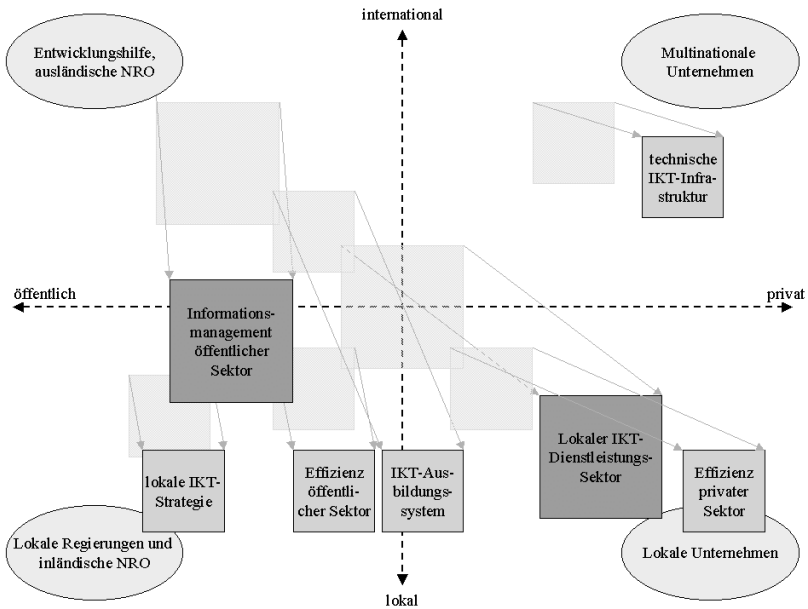 international
Entwicklungshilfe,
ausländische NRO
Multinationale
Unternehmen
technische
IKT-Infra-
struktur
öffentlich
privat
Informations-
management
öffentlicher
Sektor
Lokaler IKT-
Dienstleistungs-
Sektor
lokale IKT-
Strategie
Effizienz
öffentli-
cher Sektor
IKT-Aus-
bildungs-
system
Effizienz
privater
Sektor
Lokale Regierungen und
inländische NRO
Lokale Unternehmen
lokal